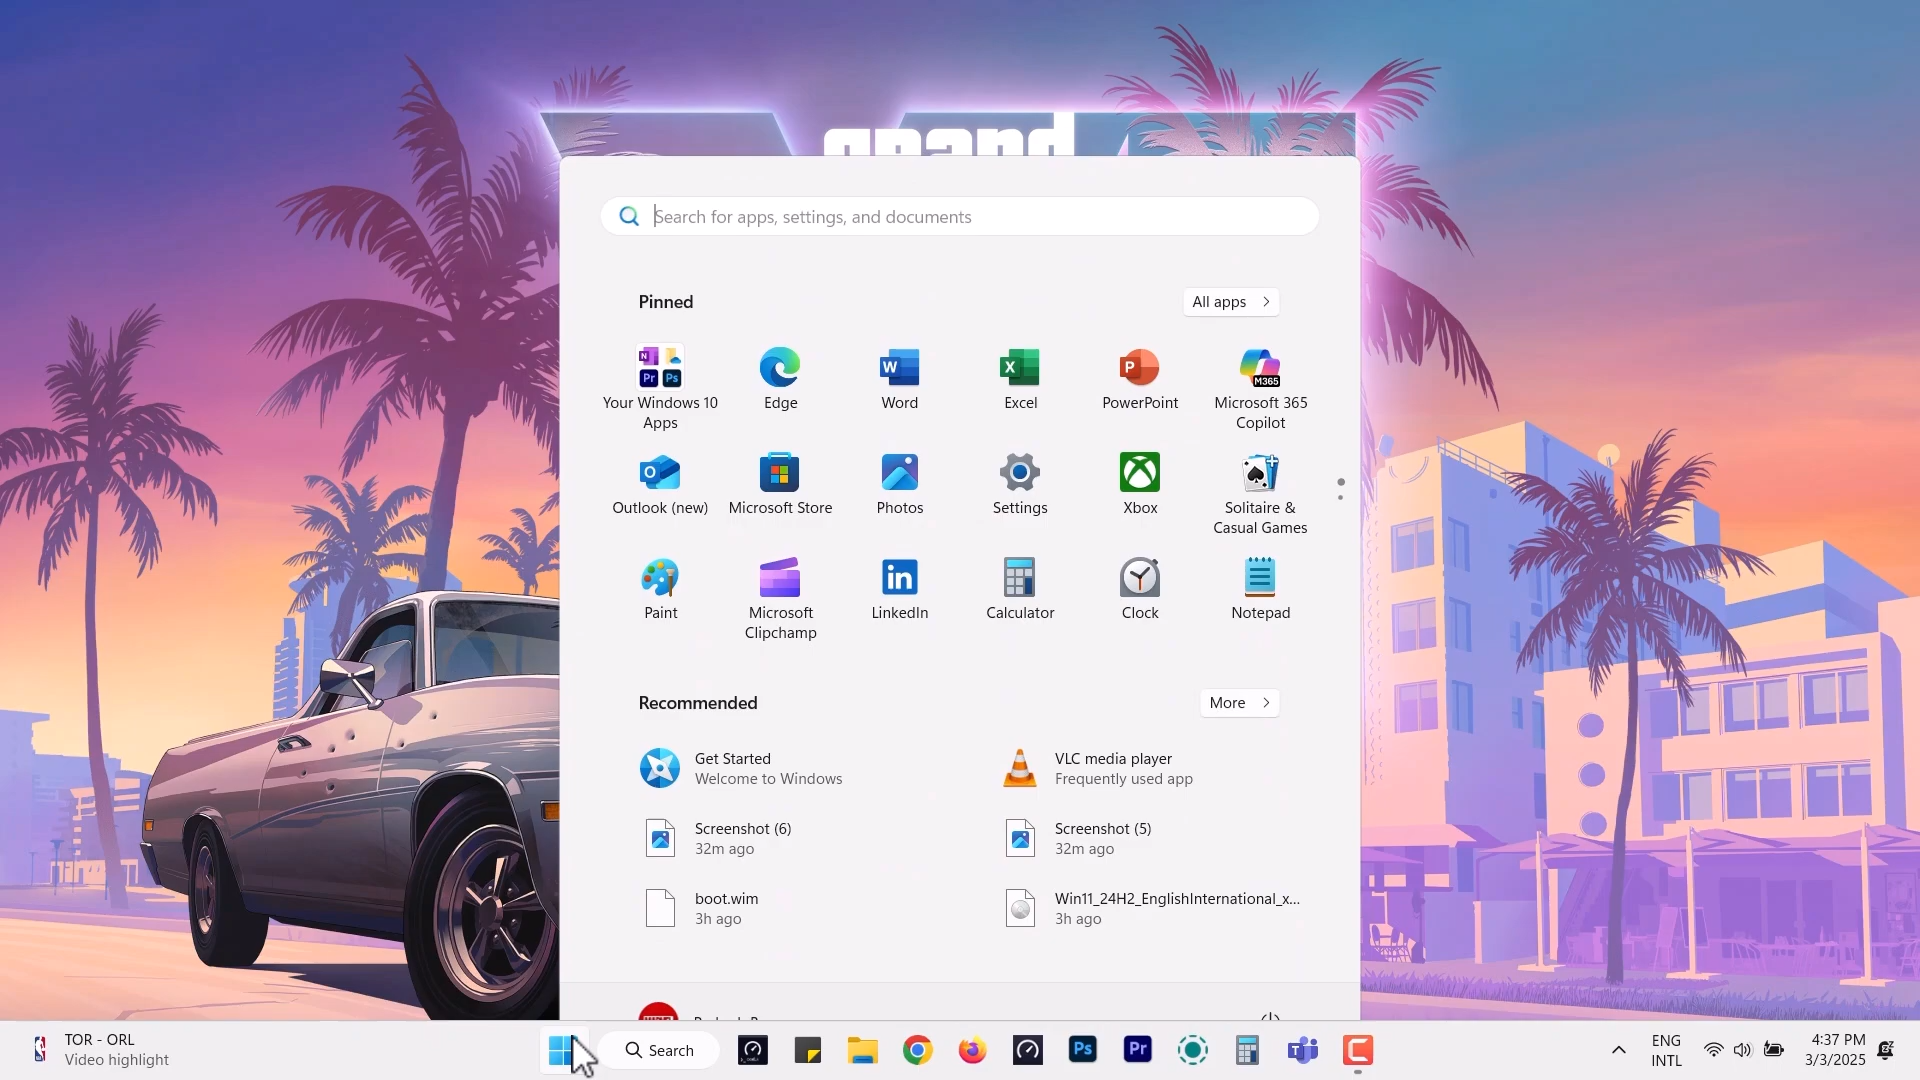 grand
Search for apps, settings, and documents
Pinned
All apps
Your Windows 10
Apps
Edge
Word
Excel
PowerPoint
M365
Microsoft 365
Copilot
Outlook (new)
Microsoft Store
Photos
Settings
Xbox
Solitaire &
Casual Games
Paint
Microsoft
Clipchamp
LinkedIn
Calculator
Clock
Notepad
Recommended
More
Get Started
Welcome to Windows
VLC media player
Frequently used app
Screenshot (6)
32m ago
Screenshot (5)
32m ago
boot.wim
3h ago
Win11_24H2_EnglishInternational_x...
3h ago
TOR - ORL
Video highlight
Search
Ps
Pr
ENG
INTL
4:37 PM
3/3/2025